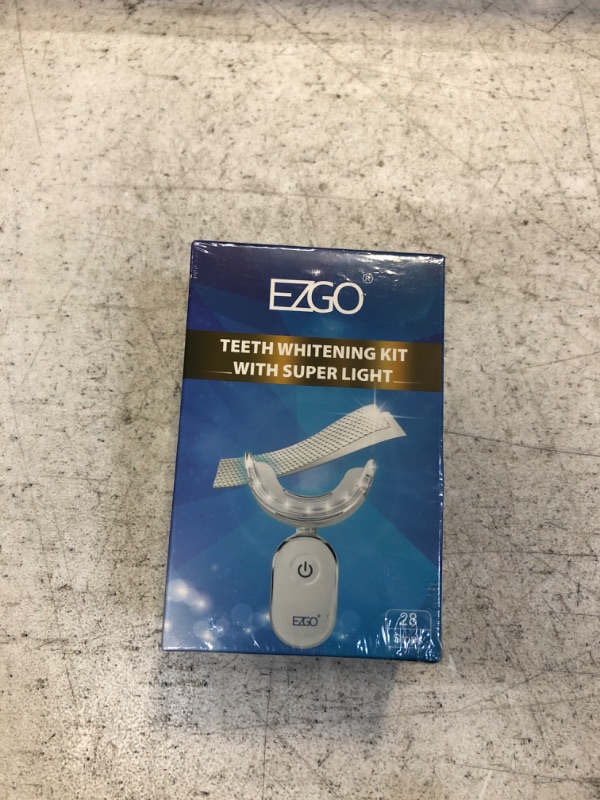 EZGO®
TEETH WHITENING KIT
WITH SUPER LIGHT
EZGO®
28